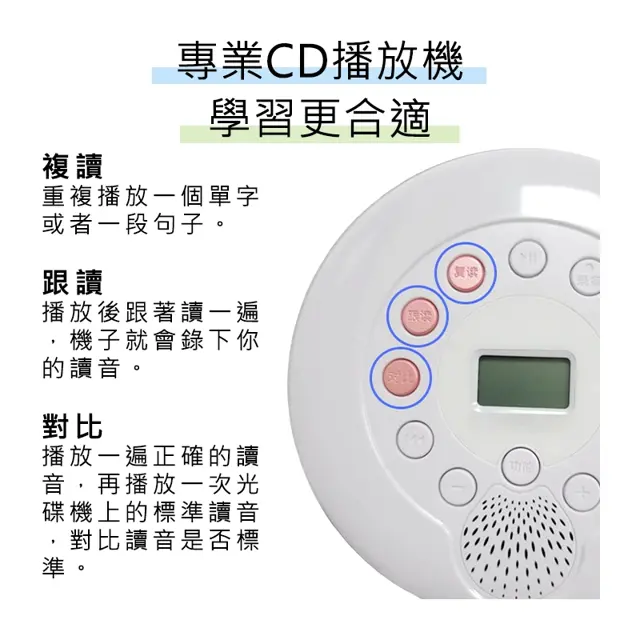 專業CD播放機
學習更合適
複讀
重複播放一個單字
或者一段句子。
跟讀
播放後跟著讀一遍
，機子就會錄下你
的讀音。
對比
播放一遍正確的讀
音，再播放一次光
碟機上的標準讀音
，對比讀音是否標
準。
复读
跟读
对比
功能